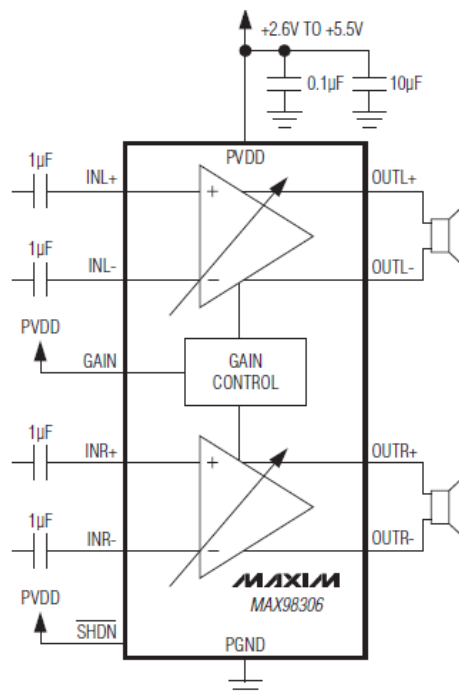 +2.6V TO +5.5V
0.1µF
10µF
PVDD
1µF
INL+
OUTL+
1µF
INL-
OUTL-
PVDD
GAIN
GAIN
CONTROL
1µF
INR+
OUTR+
1µF
INR-
OUTR-
MAXIM
MAX98306
PVDD
SHDN
PGND